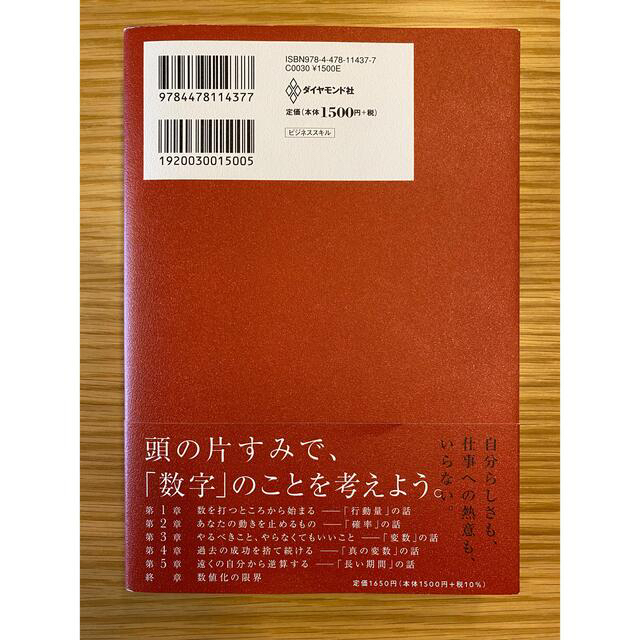 ISBN978-4-478-11437-7
C0030 ¥1500E
9784478114377
ダイヤモンド社
定価(本体1500円+税)
ビジネススキル
1920030015005
自分らしさも、
仕事への熱意も、
いらない。
頭の片すみで、
「数字」のことを考えよう。
第1章 数を打つところから始まる ──「行動量」の話
第2章 あなたの動きを止めるもの ──「確率」の話
第3章 やるべきこと、やらなくてもいいこと ──「変数」の話
第4章 過去の成功を捨て続ける ──「真の変数」の話
第5章 遠くの自分から逆算する ──「長い期間」の話
終章 数値化の限界
定価1650円(本体1500円+税10%)